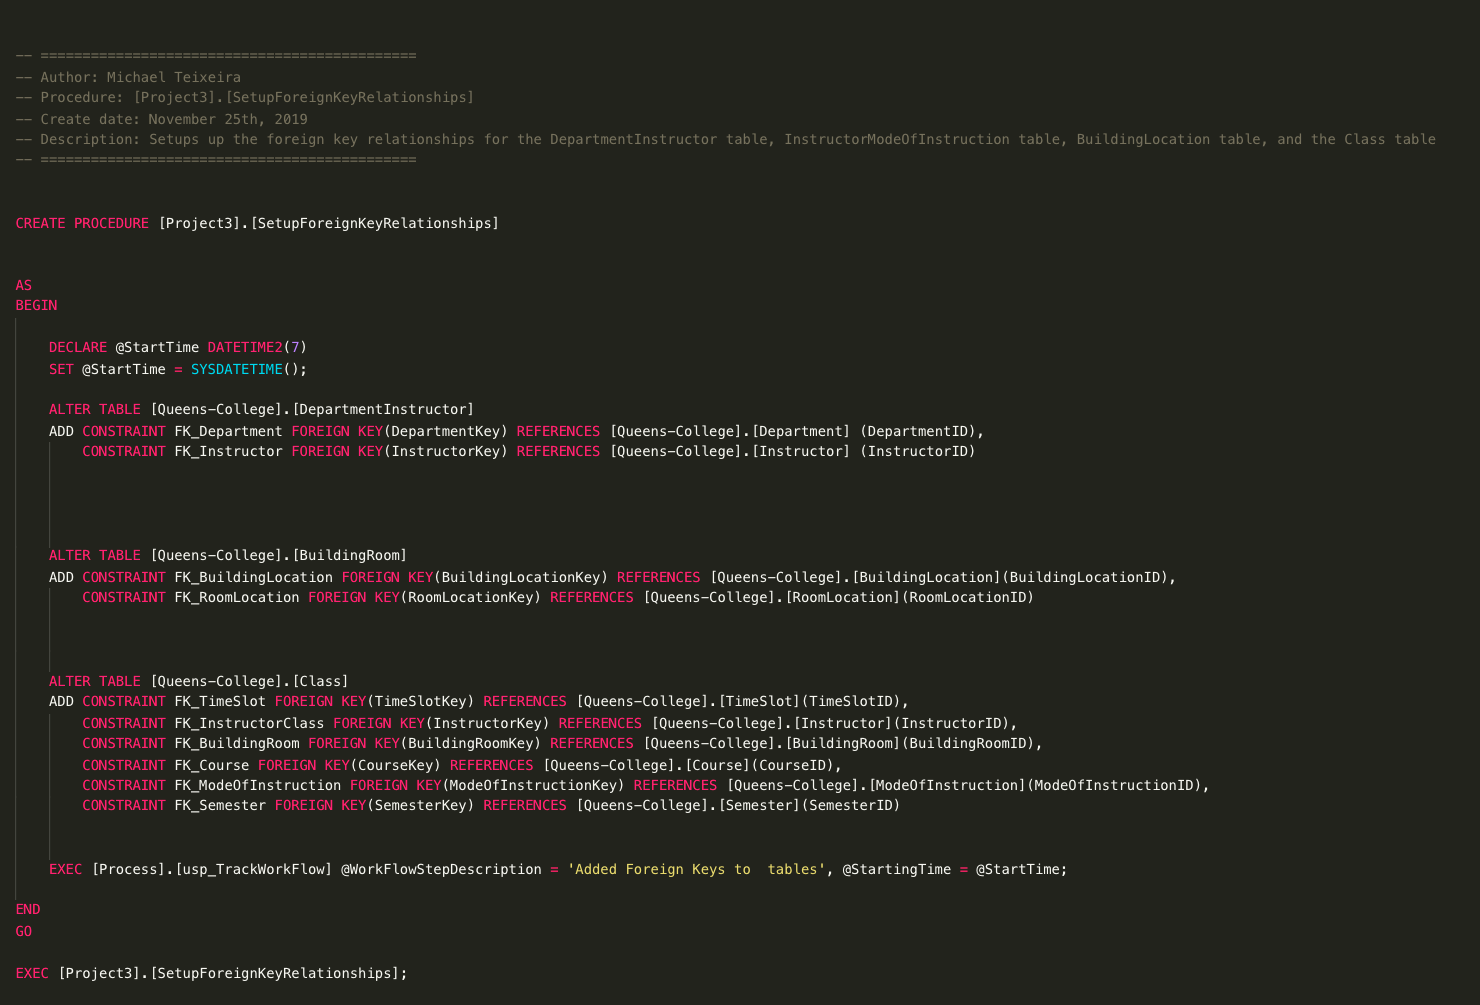 -- =============================================
-- Author: Michael Teixeira
-- Procedure: [Project3].[SetupForeignKeyRelationships]
-- Create date: November 25th, 2019
-- Description: Setups up the foreign key relationships for the DepartmentInstructor table, InstructorModeOfInstruction table, BuildingLocation table, and the Class table
-- =============================================
CREATE PROCEDURE [Project3].[SetupForeignKeyRelationships]
AS
BEGIN
DECLARE @StartTime DATETIME2(7)
SET @StartTime = SYSDATETIME();
ALTER TABLE [Queens-College].[DepartmentInstructor]
ADD CONSTRAINT FK_Department FOREIGN KEY(DepartmentKey) REFERENCES [Queens-College].[Department] (DepartmentID),
CONSTRAINT FK_Instructor FOREIGN KEY(InstructorKey) REFERENCES [Queens-College].[Instructor] (InstructorID)
ALTER TABLE [Queens-College].[BuildingRoom]
ADD CONSTRAINT FK_BuildingLocation FOREIGN KEY(BuildingLocationKey) REFERENCES [Queens-College].[BuildingLocation](BuildingLocationID),
CONSTRAINT FK_RoomLocation FOREIGN KEY(RoomLocationKey) REFERENCES [Queens-College].[RoomLocation](RoomLocationID)
ALTER TABLE [Queens-College].[Class]
ADD CONSTRAINT FK_TimeSlot FOREIGN KEY(TimeSlotKey) REFERENCES [Queens-College].[TimeSlot](TimeSlotID),
CONSTRAINT FK_InstructorClass FOREIGN KEY(InstructorKey) REFERENCES [Queens-College].[Instructor](InstructorID),
CONSTRAINT FK_BuildingRoom FOREIGN KEY(BuildingRoomKey) REFERENCES [Queens-College].[BuildingRoom](BuildingRoomID),
CONSTRAINT FK_Course FOREIGN KEY(CourseKey) REFERENCES [Queens-College].[Course](CourseID),
CONSTRAINT FK_ModeOfInstruction FOREIGN KEY(ModeOfInstructionKey) REFERENCES [Queens-College].[ModeOfInstruction](ModeOfInstructionID),
CONSTRAINT FK_Semester FOREIGN KEY(SemesterKey) REFERENCES [Queens-College].[Semester](SemesterID)
EXEC [Process].[usp_TrackWorkFlow] @WorkFlowStepDescription = 'Added Foreign Keys to  tables', @StartingTime = @StartTime;
END
GO
EXEC [Project3].[SetupForeignKeyRelationships];